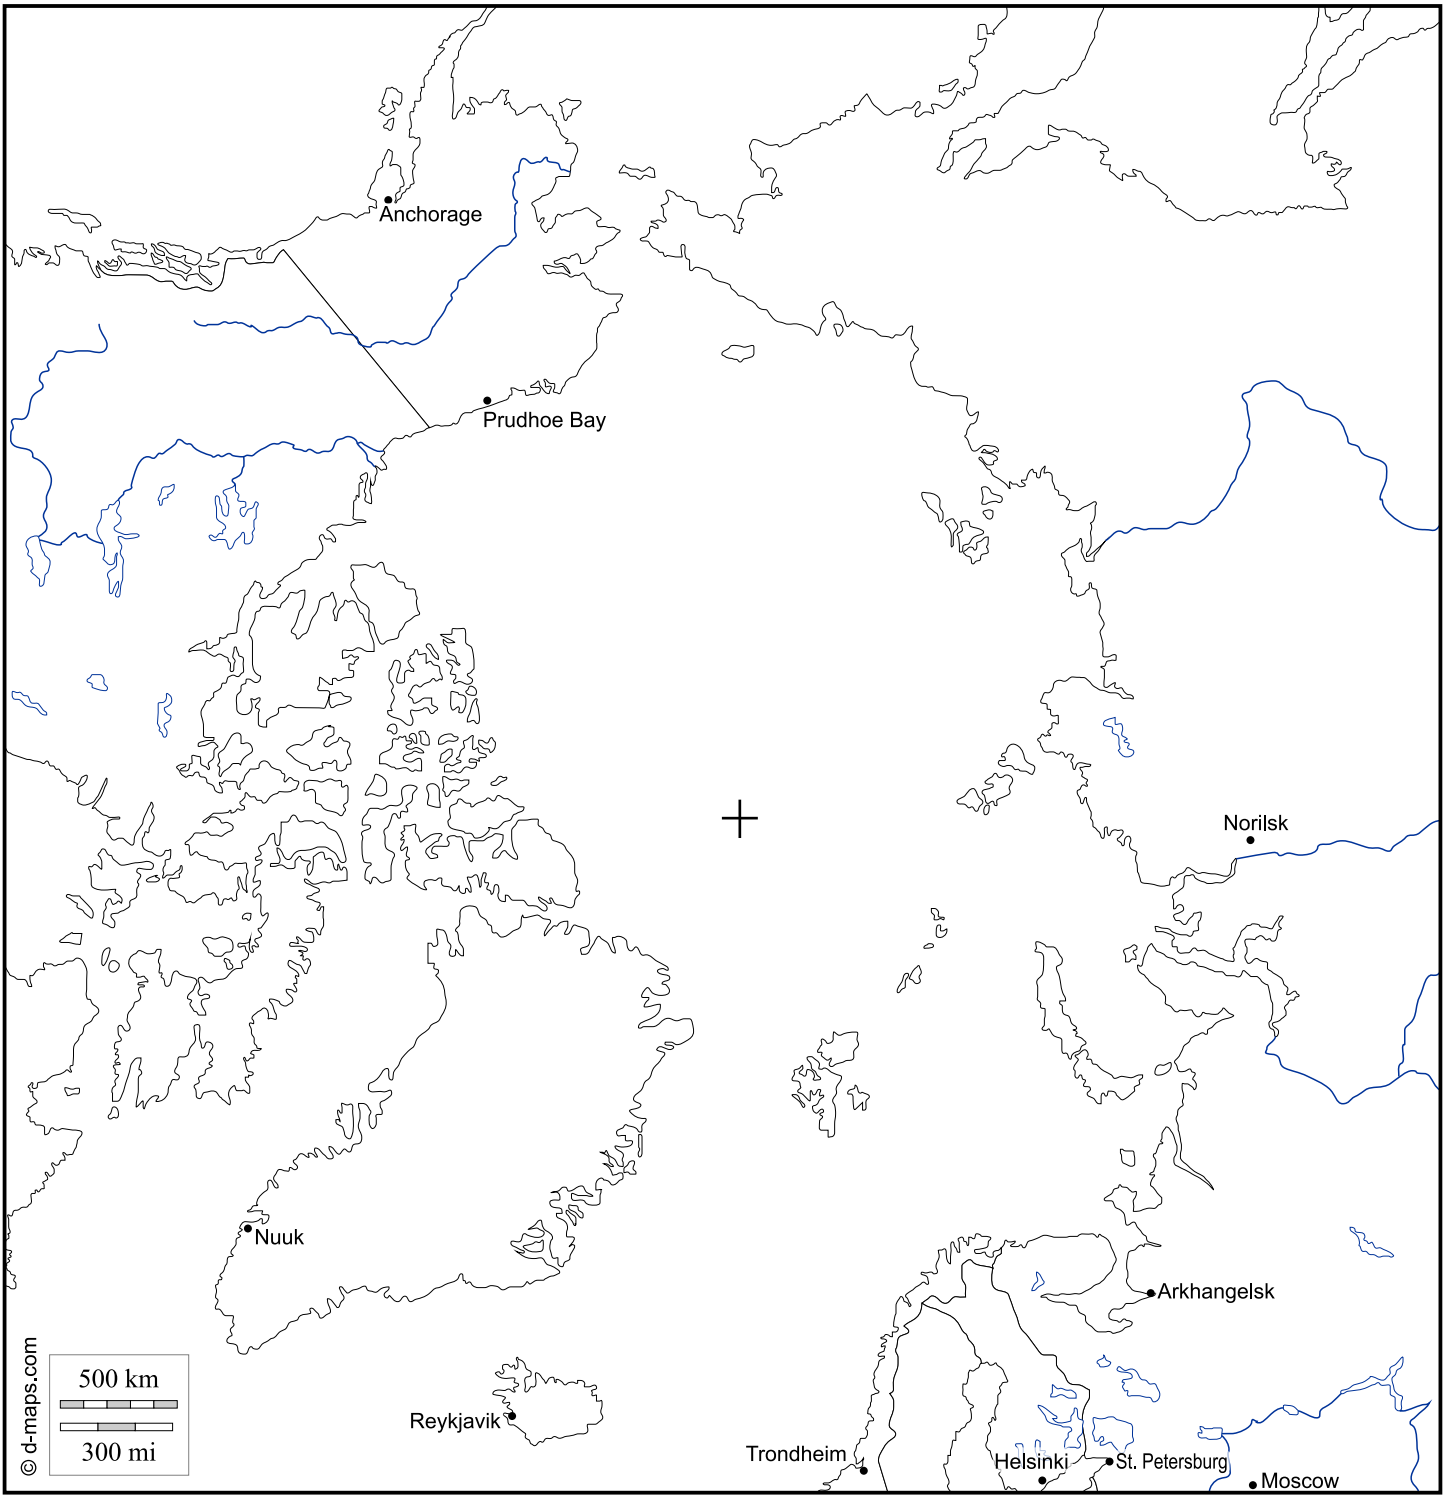 Anchorage
Prudhoe Bay
Norilsk
Nuuk
Arkhangelsk
© d-maps.com
500 km
300 mi
Reykjavik
Trondheim
Helsinki
St. Petersburg
Moscow